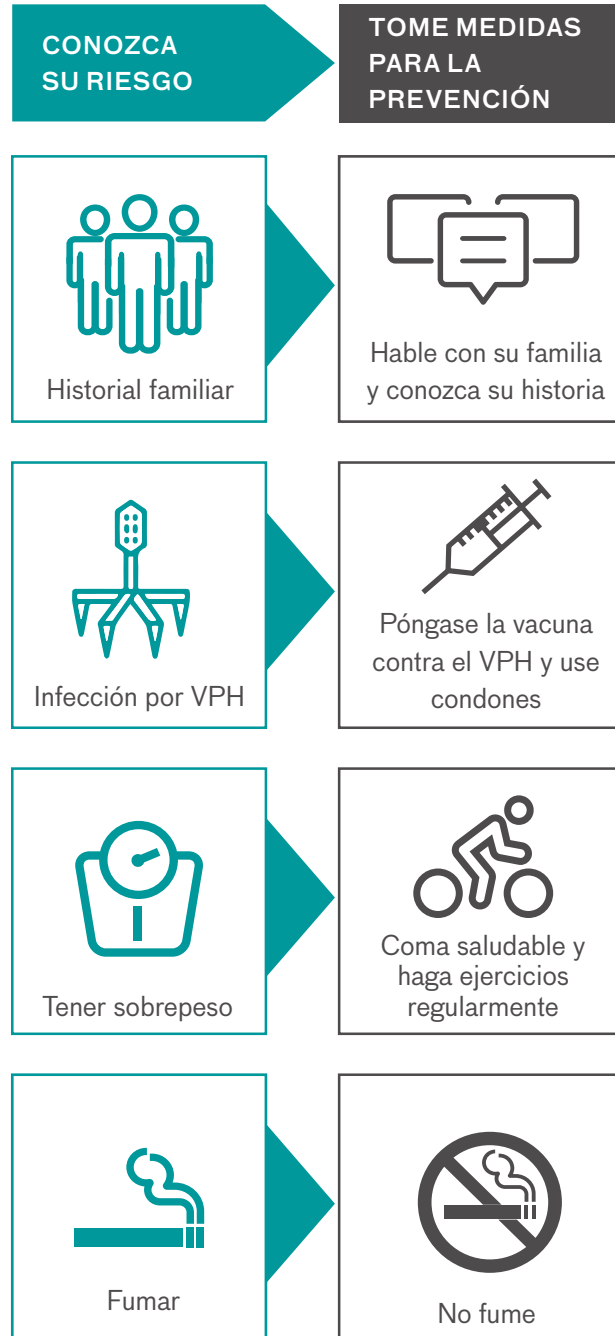 CONOZCA
SU RIESGO
TOME MEDIDAS
PARA LA
PREVENCIÓN
Historial familiar
Hable con su familia
y conozca su historia
Infección por VPH
Póngase la vacuna
contra el VPH y use
condones
Tener sobrepeso
Coma saludable y
haga ejercicios
regularmente
Fumar
No fume